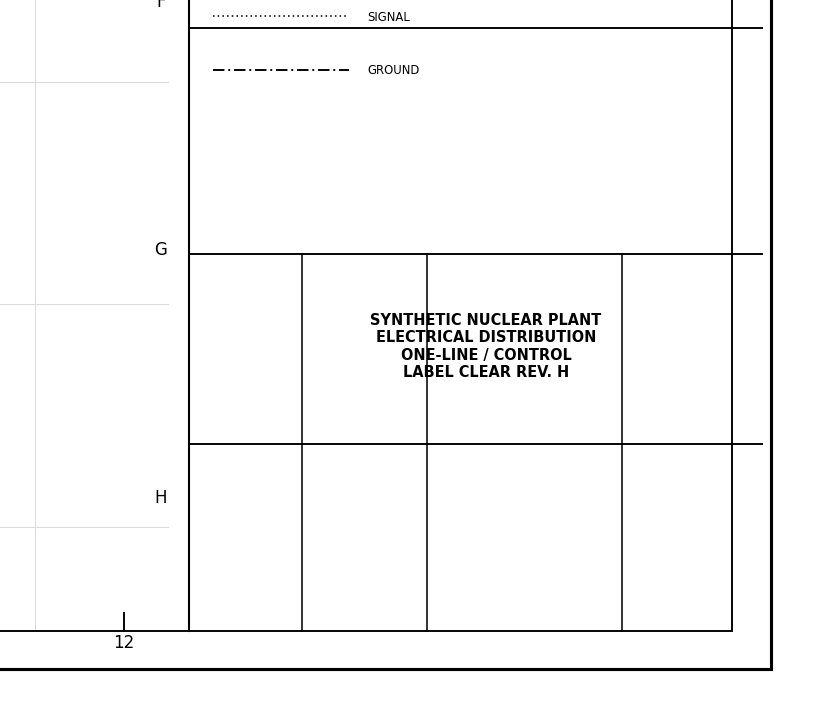 F
SIGNAL
GROUND
G
SYNTHETIC NUCLEAR PLANT
ELECTRICAL DISTRIBUTION
ONE-LINE / CONTROL
LABEL CLEAR REV. H
H
12